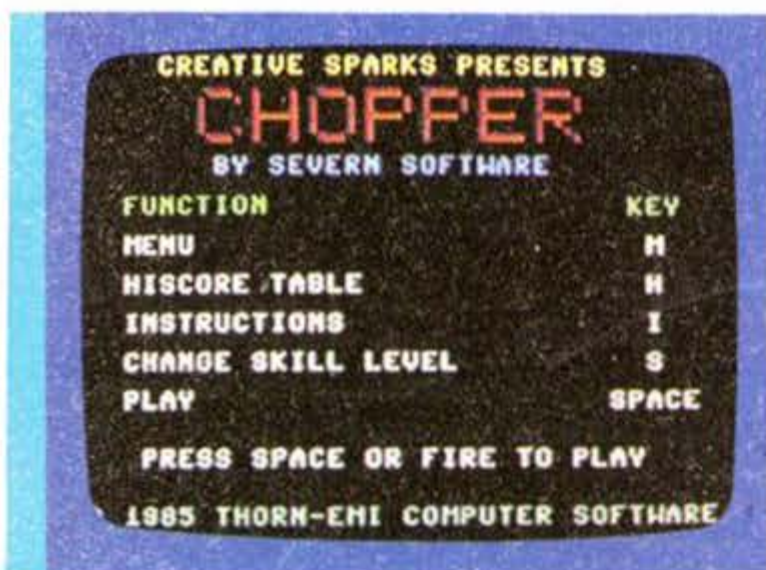 CREATIVE SPARKS PRESENTS
CHOPPER
BY SEVERN SOFTWARE
FUNCTION KEY
MENU M
HISCORE TABLE H
INSTRUCTIONS I
CHANGE SKILL LEVEL S
PLAY SPACE
PRESS SPACE OR FIRE TO PLAY
1985 THORN-EMI COMPUTER SOFTWARE